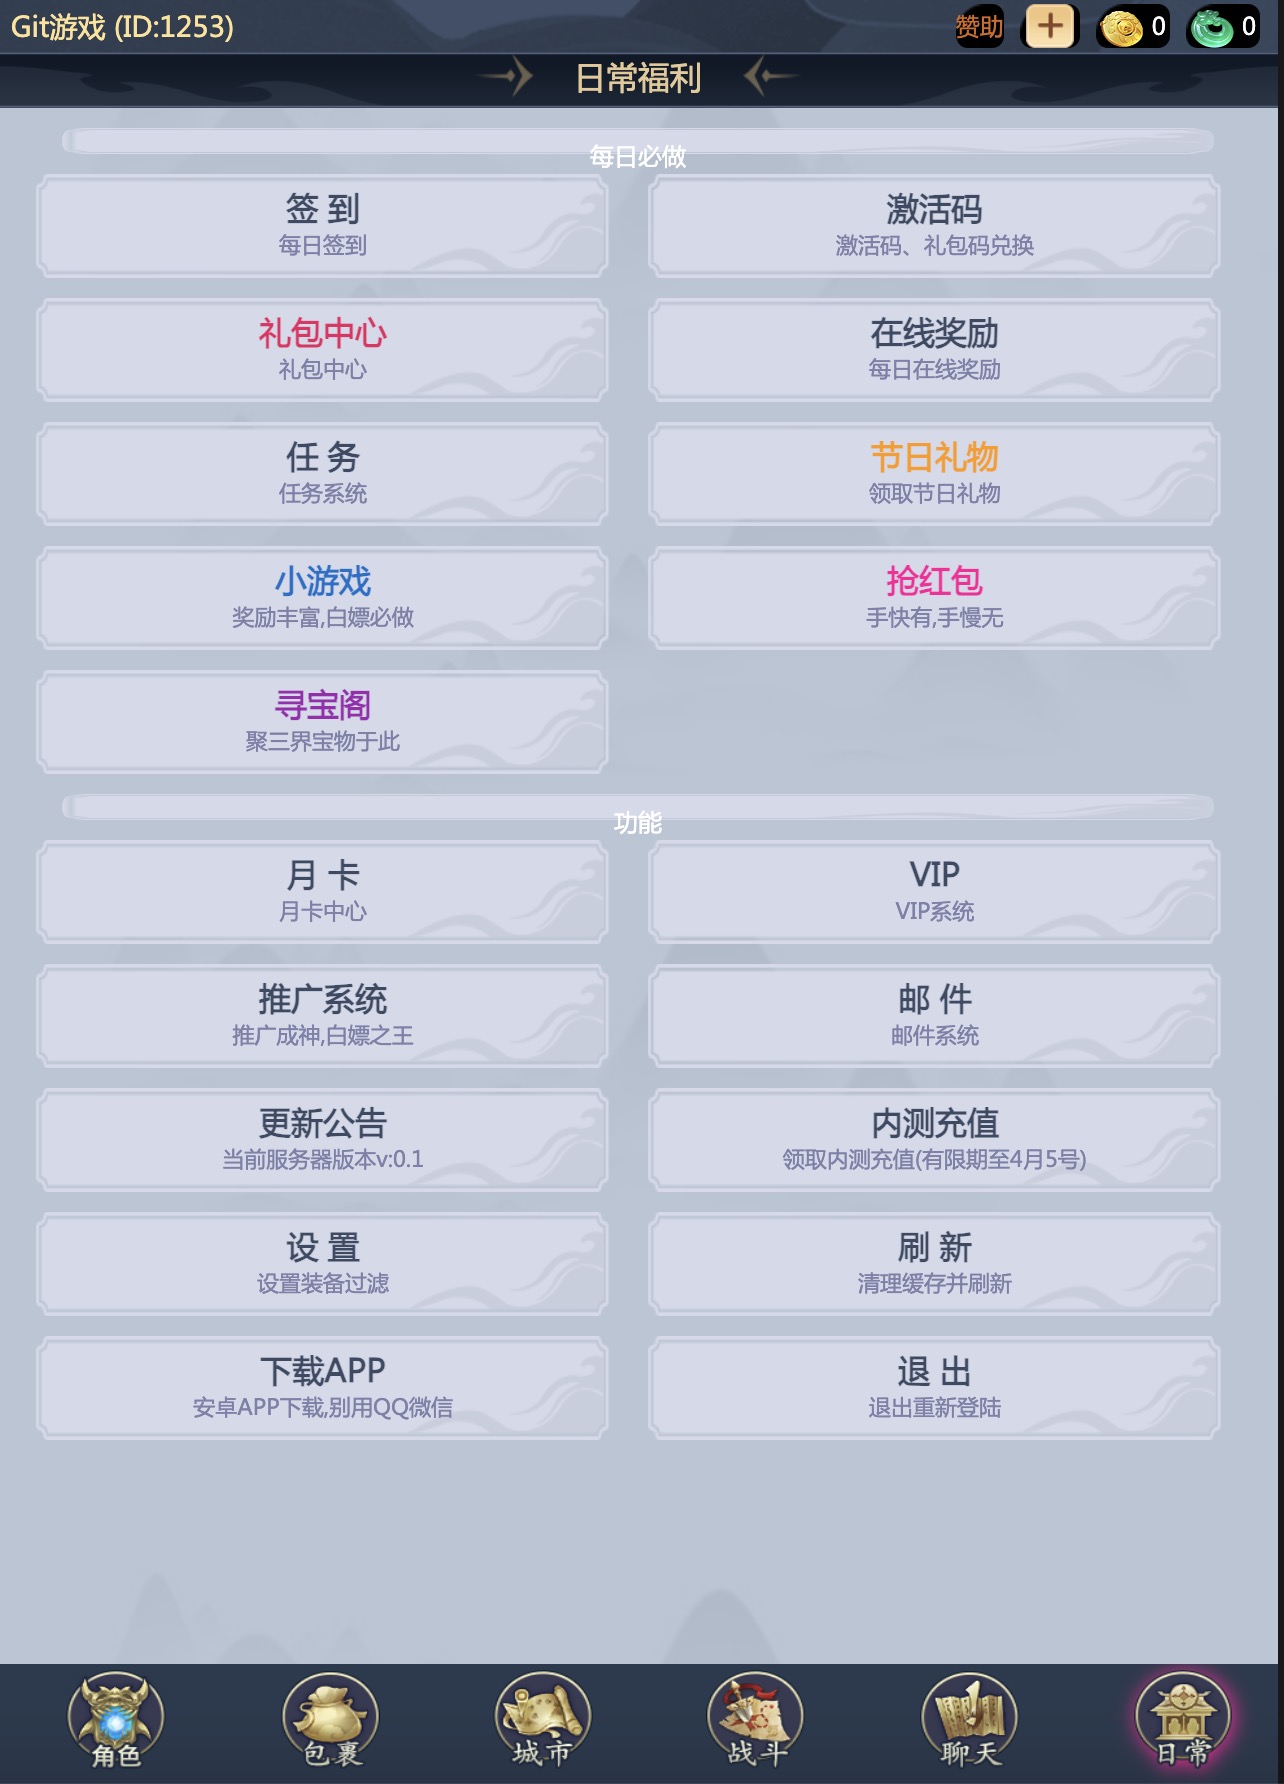 Git游戏 (ID:1253)
赞助
0
0
日常福利
每日必做
签 到
每日签到
激活码
激活码、礼包码兑换
礼包中心
礼包中心
在线奖励
每日在线奖励
任 务
任务系统
节日礼物
领取节日礼物
小游戏
奖励丰富,白嫖必做
抢红包
手快有,手慢无
寻宝阁
聚三界宝物于此
功能
月 卡
月卡中心
VIP
VIP系统
推广系统
推广成神,白嫖之王
邮 件
邮件系统
更新公告
当前服务器版本v:0.1
内测充值
领取内测充值(有限期至4月5号)
设 置
设置装备过滤
刷 新
清理缓存并刷新
下载APP
安卓APP下载,别用QQ微信
退 出
退出重新登陆
角色
包裹
城市
战斗
聊天
日常